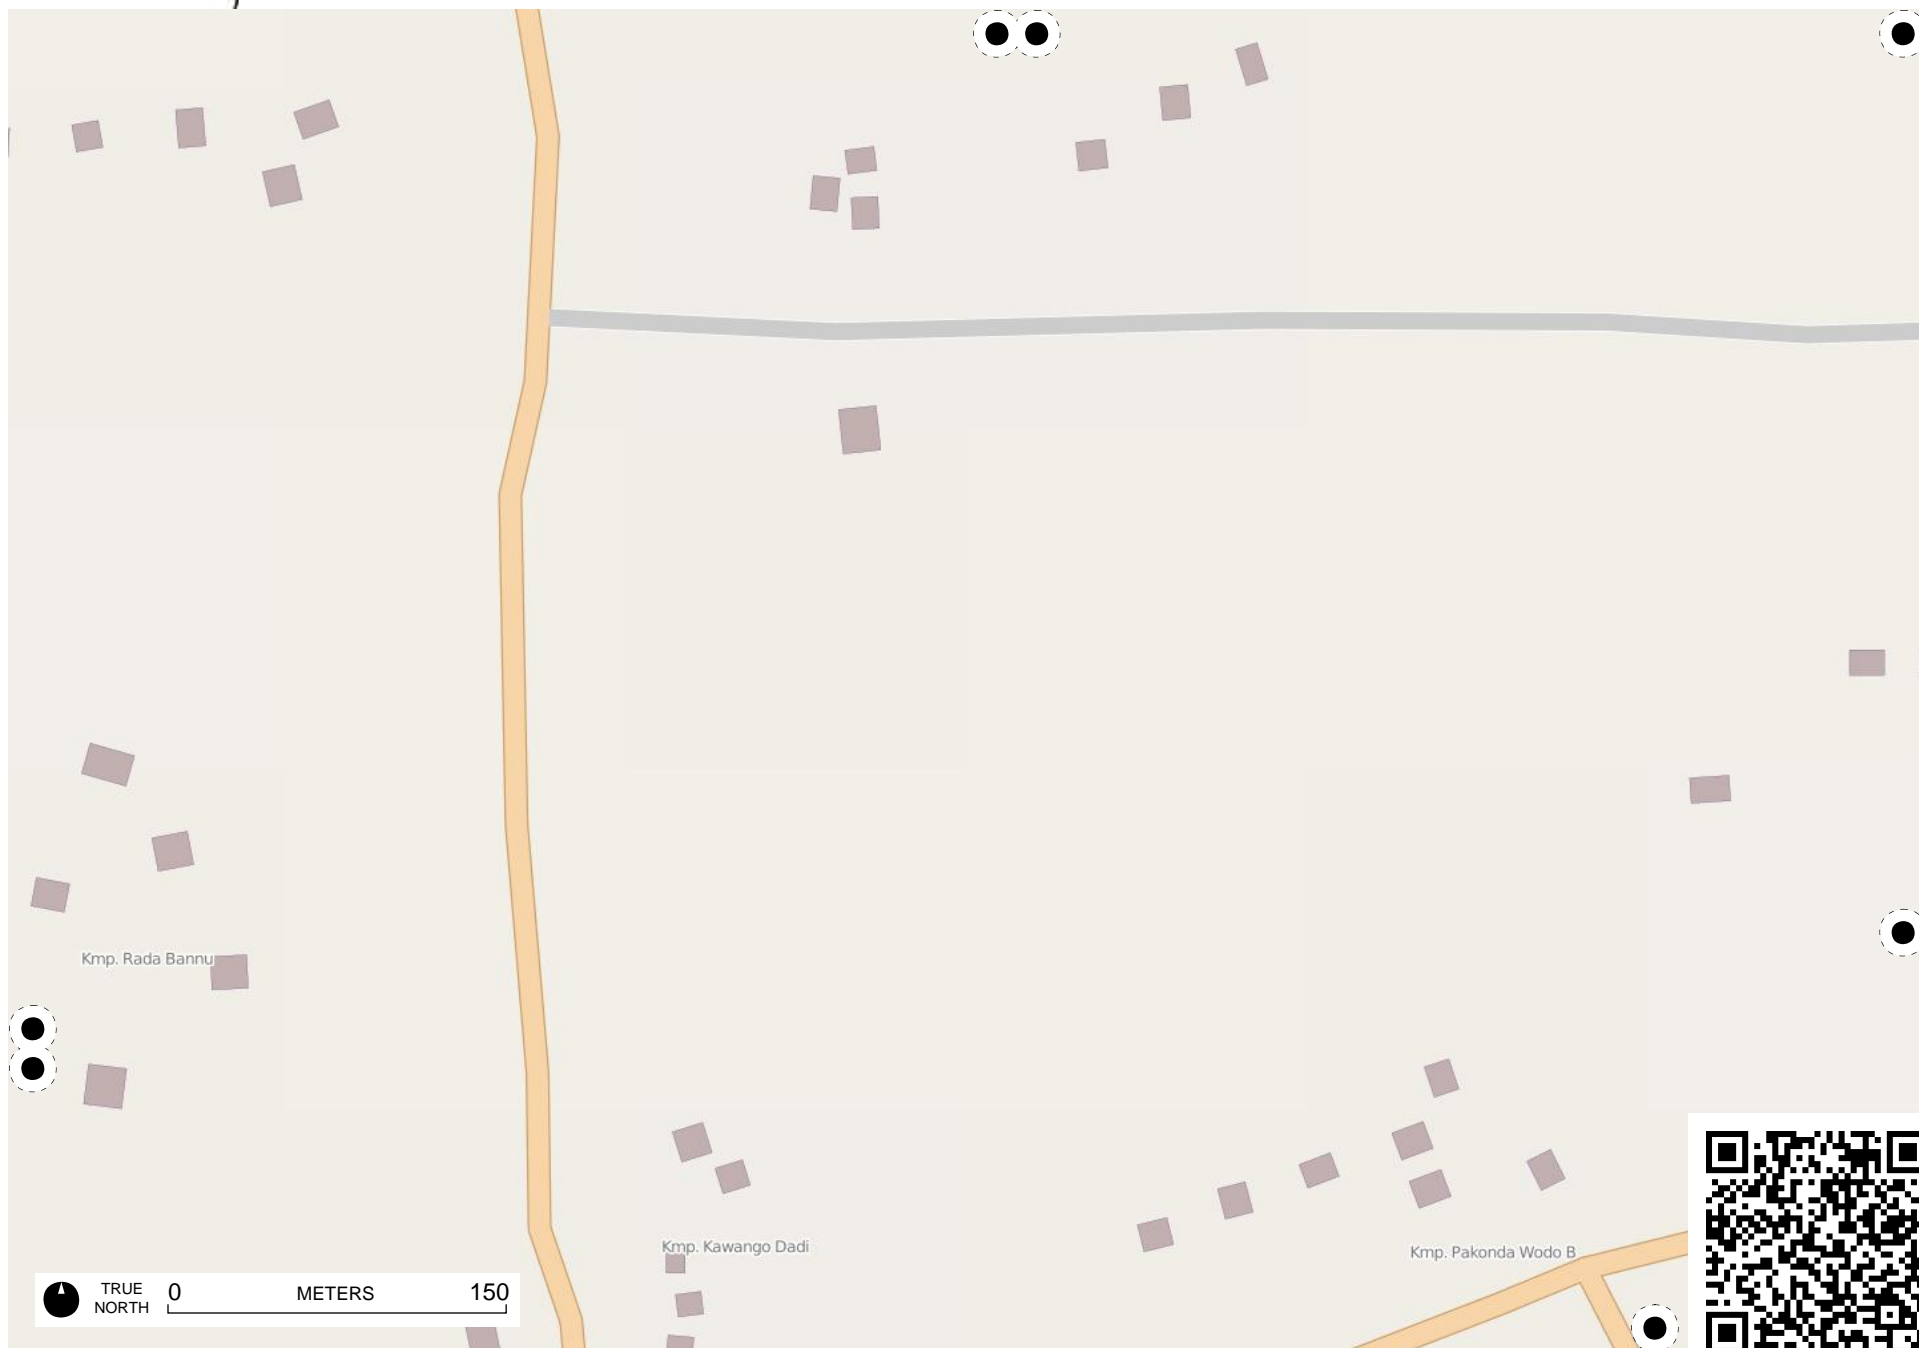 Kmp. Rada Bannu
Kmp. Kawango Dadi
Kmp. Pakonda Wodo B
TRUE
NORTH
0 METERS 150